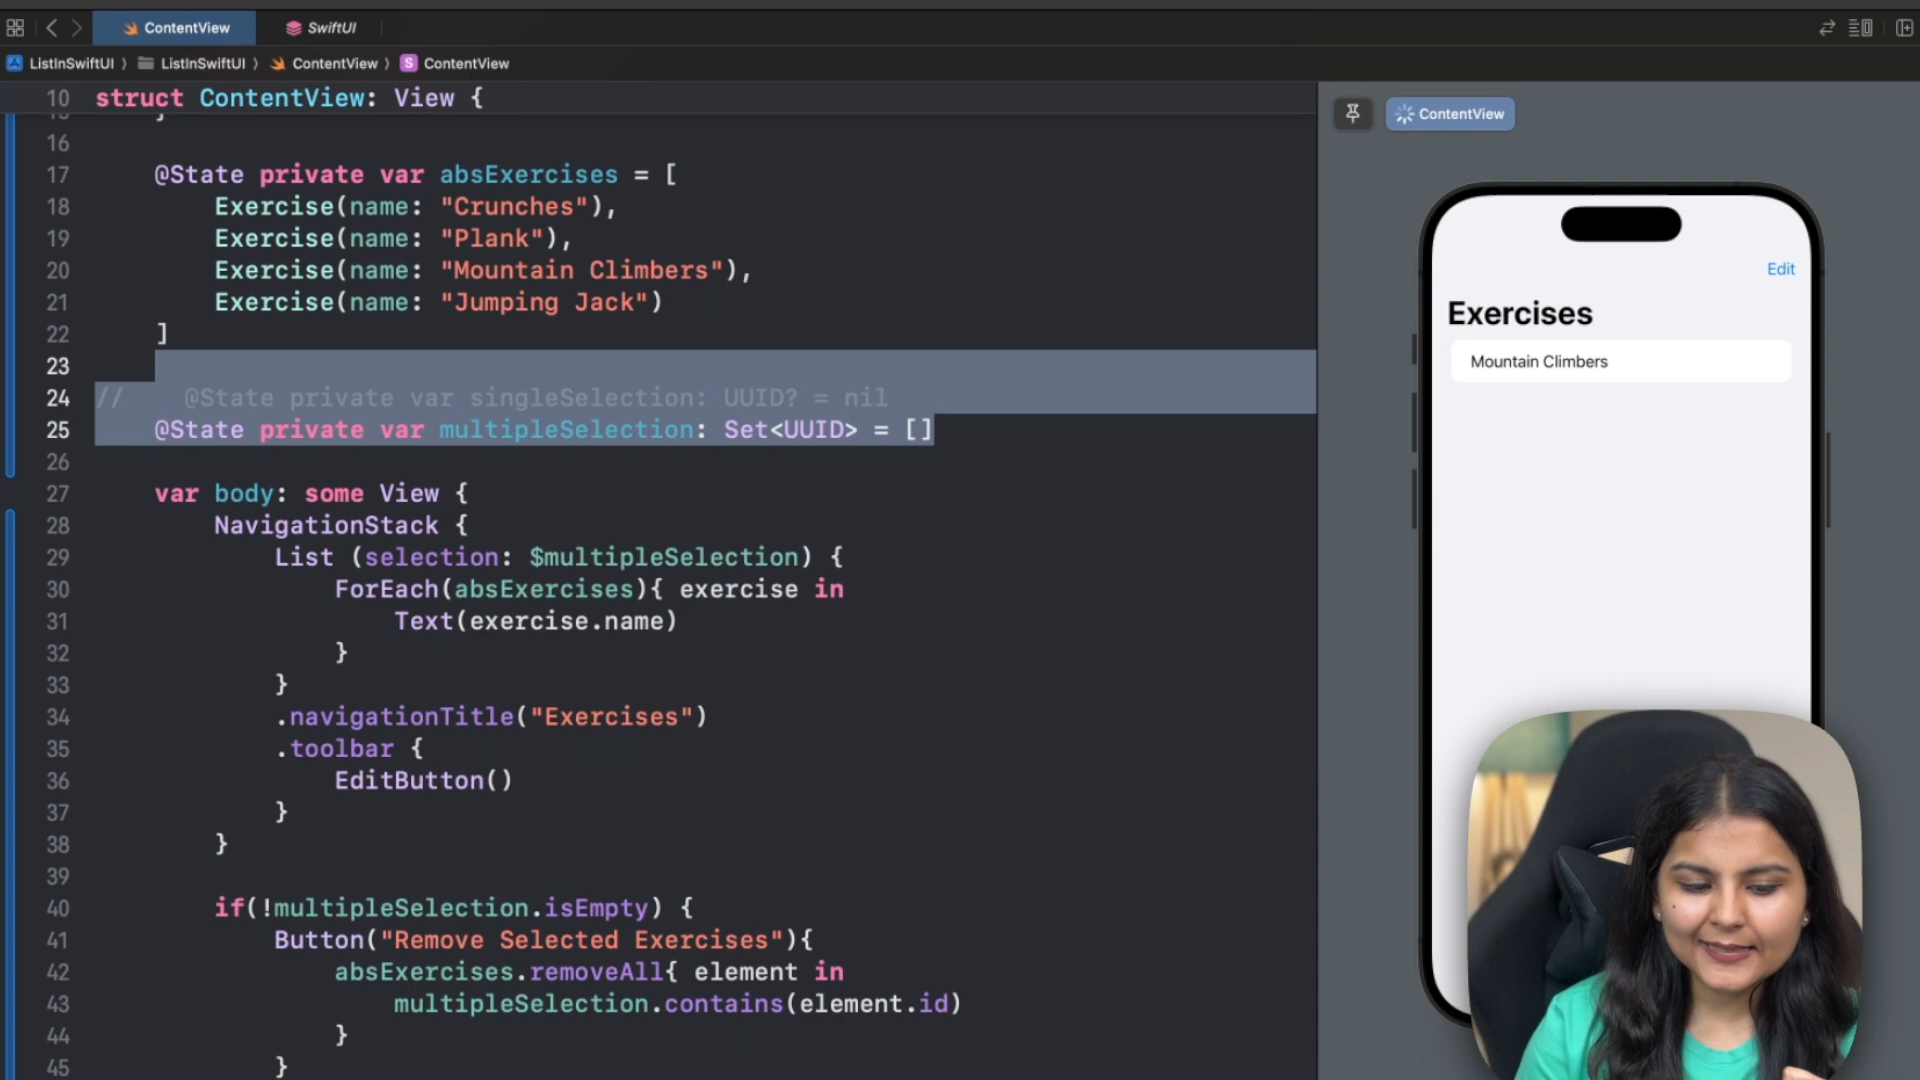 ContentView
SwiftUI
ListInSwiftUI 〉 ListInSwiftUI 〉 ContentView 〉 S ContentView
10 struct ContentView: View {
16
17 @State private var absExercises = [
18 Exercise(name: "Crunches"),
19 Exercise(name: "Plank"),
20 Exercise(name: "Mountain Climbers"),
21 Exercise(name: "Jumping Jack")
22 ]
23
24 // @State private var singleSelection: UUID? = nil
25 @State private var multipleSelection: Set<UUID> = []
26
27 var body: some View {
28 NavigationStack {
29 List (selection: $multipleSelection) {
30 ForEach(absExercises){ exercise in
31 Text(exercise.name)
32 }
33 }
34 .navigationTitle("Exercises")
35 .toolbar {
36 EditButton()
37 }
38 }
39
40 if(!multipleSelection.isEmpty) {
41 Button("Remove Selected Exercises"){
42 absExercises.removeAll{ element in
43 multipleSelection.contains(element.id)
44 }
45 }
ContentView
Edit
Exercises
Mountain Climbers